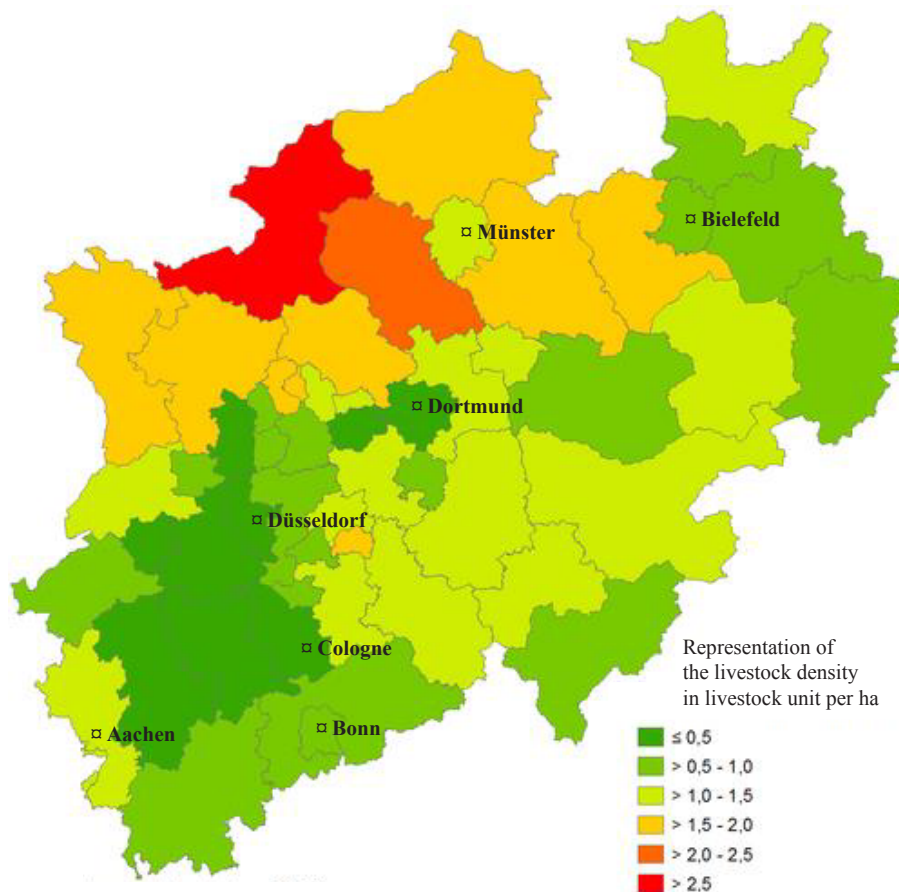 ¤ Münster
¤ Bielefeld
¤ Dortmund
¤ Düsseldorf
¤ Cologne
¤ Aachen
¤ Bonn
Representation of
the livestock density
in livestock unit per ha
≤ 0,5
> 0,5 - 1,0
> 1,0 - 1,5
> 1,5 - 2,0
> 2,0 - 2,5
> 2,5